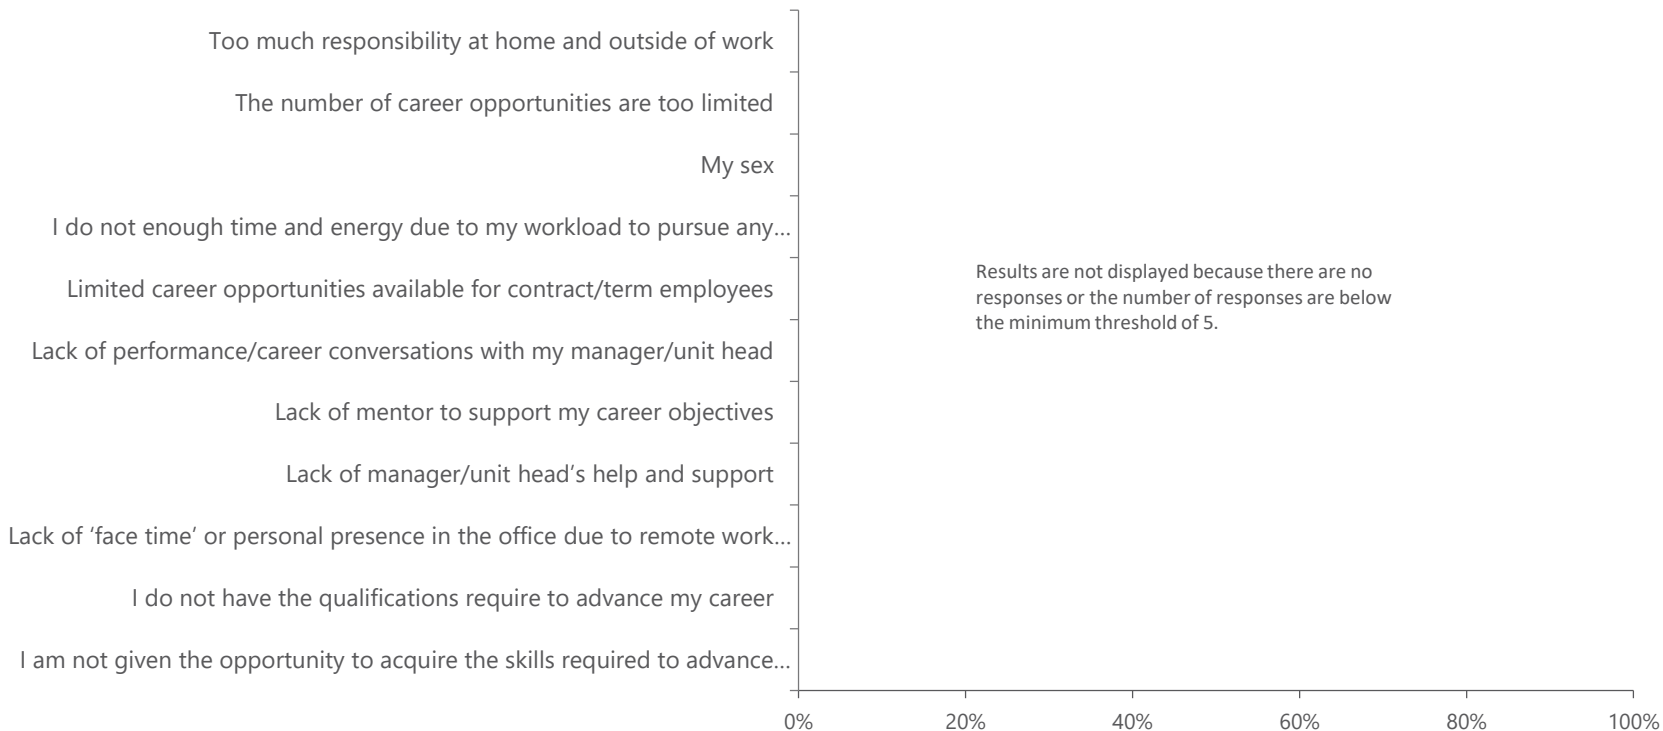 Too much responsibility at home and outside of work
The number of career opportunities are too limited
My sex
I do not enough time and energy due to my workload to pursue any...
Limited career opportunities available for contract/term employees
Lack of performance/career conversations with my manager/unit head
Lack of mentor to support my career objectives
Lack of manager/unit head’s help and support
Lack of ‘face time’ or personal presence in the office due to remote work...
I do not have the qualifications require to advance my career
I am not given the opportunity to acquire the skills required to advance...
Results are not displayed because there are no
responses or the number of responses are below
the minimum threshold of 5.
0% 20% 40% 60% 80% 100%